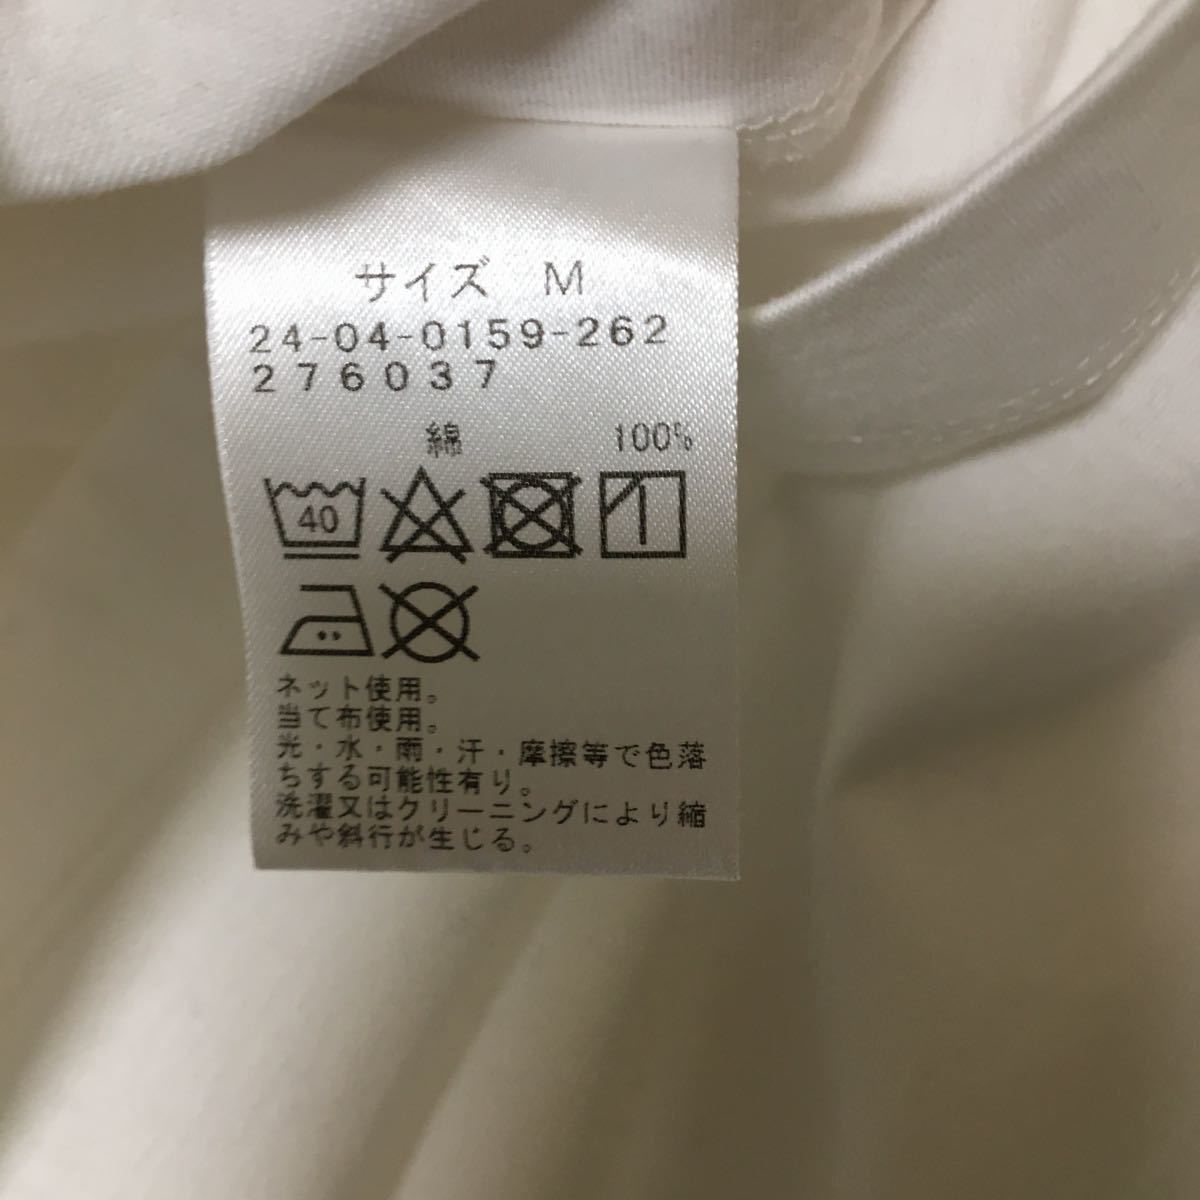 サイズ M
24-04-0159-262
276037
綿 100%
40
ネット使用。
当て布使用。
光・水・雨・汗・摩擦等で色落
ちする可能性有り。
洗濯又はクリーニングにより縮
みや斜行が生じる。